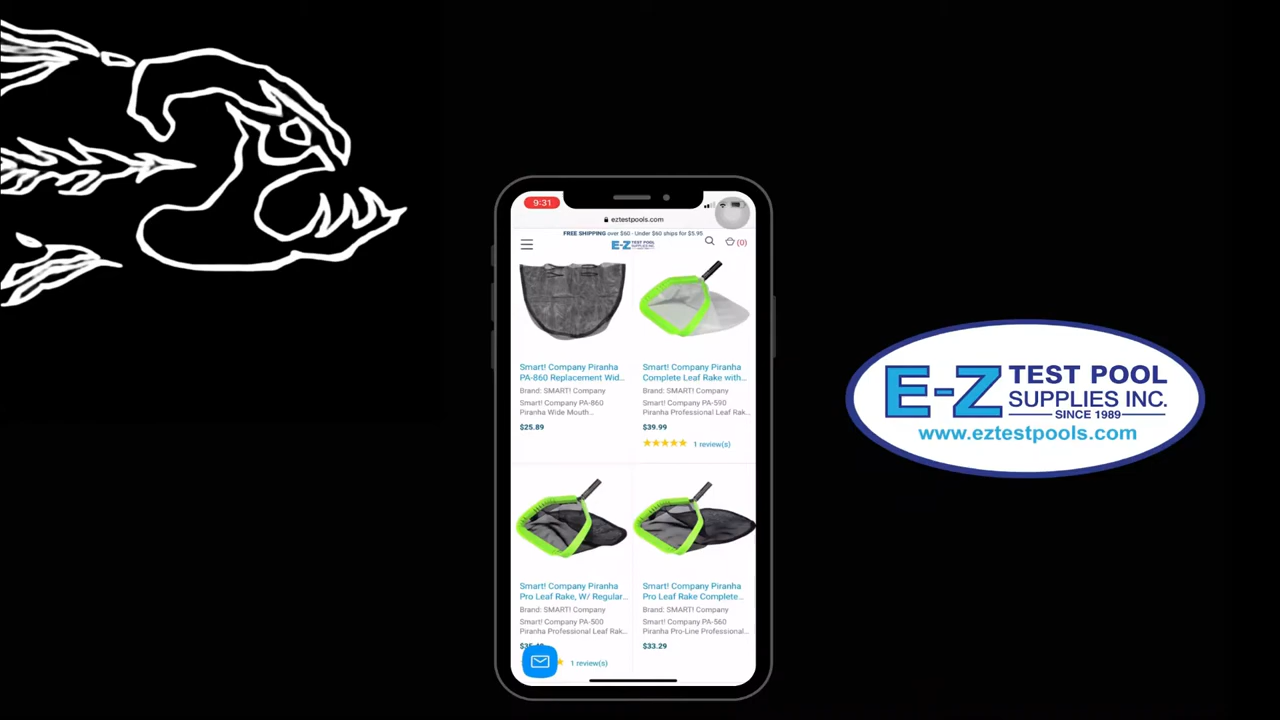 9:31
eztestpools.com
FREE SHIPPING over $60 - Under $60 ships for $5.95
E-Z TEST POOL
SUPPLIES INC.
(0)
Smart! Company Piranha
PA-860 Replacement Wid...
Brand: SMART! Company
Smart! Company PA-860
Piranha Wide Mouth...
$25.89
Smart! Company Piranha
Complete Leaf Rake with...
Brand: SMART! Company
Smart! Company PA-590
Piranha Professional Leaf Rak...
$39.99
1 review(s)
Smart! Company Piranha
Pro Leaf Rake, W/ Regular...
Brand: SMART! Company
Smart! Company PA-500
Piranha Professional Leaf Rak...
1 review(s)
Smart! Company Piranha
Pro Leaf Rake Complete...
Brand: SMART! Company
Smart! Company PA-560
Piranha Pro-Line Professional...
$33.29
E-Z TEST POOL
SUPPLIES INC.
SINCE 1989
www.eztestpools.com